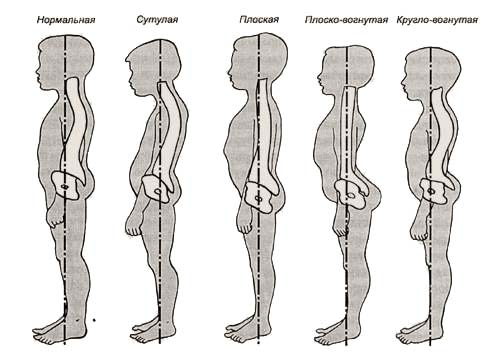 Нормальная
Сутулая
Плоская
Плоско-вогнутая
Кругло-вогнутая